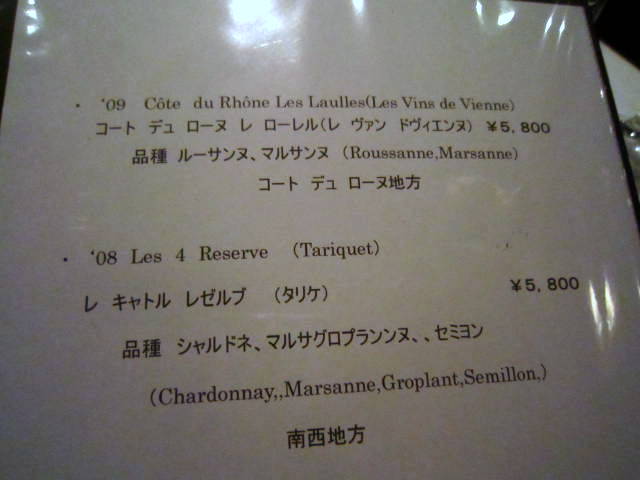 ・ ‘09 Côte du Rhône Les Laulles(Les Vins de Vienne)
コート デュ ローヌ レ ローレル(レ ヴァン ドヴィエンヌ) ¥5,800
品種 ルーサンヌ、マルサンヌ (Roussanne,Marsanne)
コート デュ ローヌ地方
・ ‘08 Les 4 Reserve (Tariquet)
レ キャトル レゼルブ (タリケ) ¥5,800
品種 シャルドネ、マルサグロプランンヌ、、セミヨン
(Chardonnay,,Marsanne,Groplant,Semillon,)
南西地方